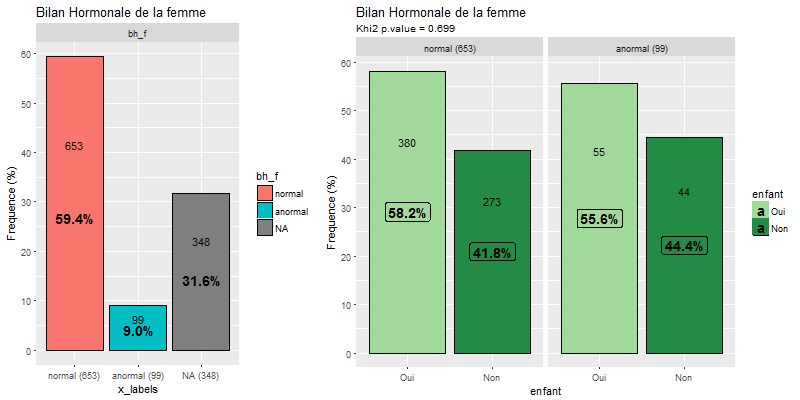 Bilan Hormonale de la femme
bh_f
Frequence (%)
60
50
40
30
20
10
0
653
59.4%
99
9.0%
348
31.6%
normal (653)
anormal (99)
NA (348)
x_labels
bh_f
normal
anormal
NA
Bilan Hormonale de la femme
Khi2 p.value = 0.699
normal (653)
anormal (99)
Frequence (%)
60
50
40
30
20
10
0
380
58.2%
273
41.8%
55
55.6%
44
44.4%
Oui
Non
Oui
Non
enfant
enfant
a Oui
a Non